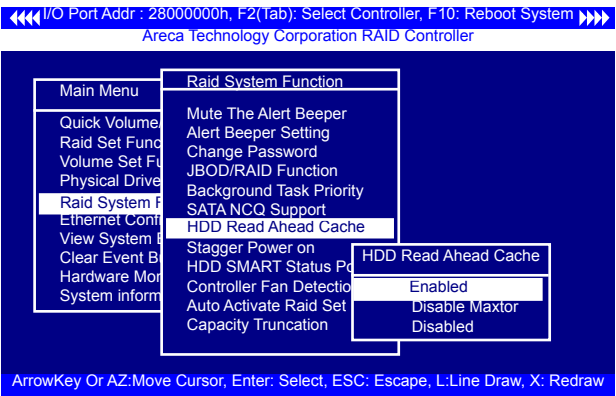 I/O Port Addr : 28000000h, F2(Tab): Select Controller, F10: Reboot System
Areca Technology Corporation RAID Controller
Main Menu
Quick Volume/
Raid Set Func
Volume Set Fu
Physical Drive
Raid System F
Ethernet Confi
View System E
Clear Event B
Hardware Mor
System inform
Raid System Function
Mute The Alert Beeper
Alert Beeper Setting
Change Password
JBOD/RAID Function
Background Task Priority
SATA NCQ Support
HDD Read Ahead Cache
Stagger Power on
HDD SMART Status Po
Controller Fan Detectio
Auto Activate Raid Set
Capacity Truncation
HDD Read Ahead Cache
Enabled
Disable Maxtor
Disabled
ArrowKey Or AZ:Move Cursor, Enter: Select, ESC: Escape, L:Line Draw, X: Redraw